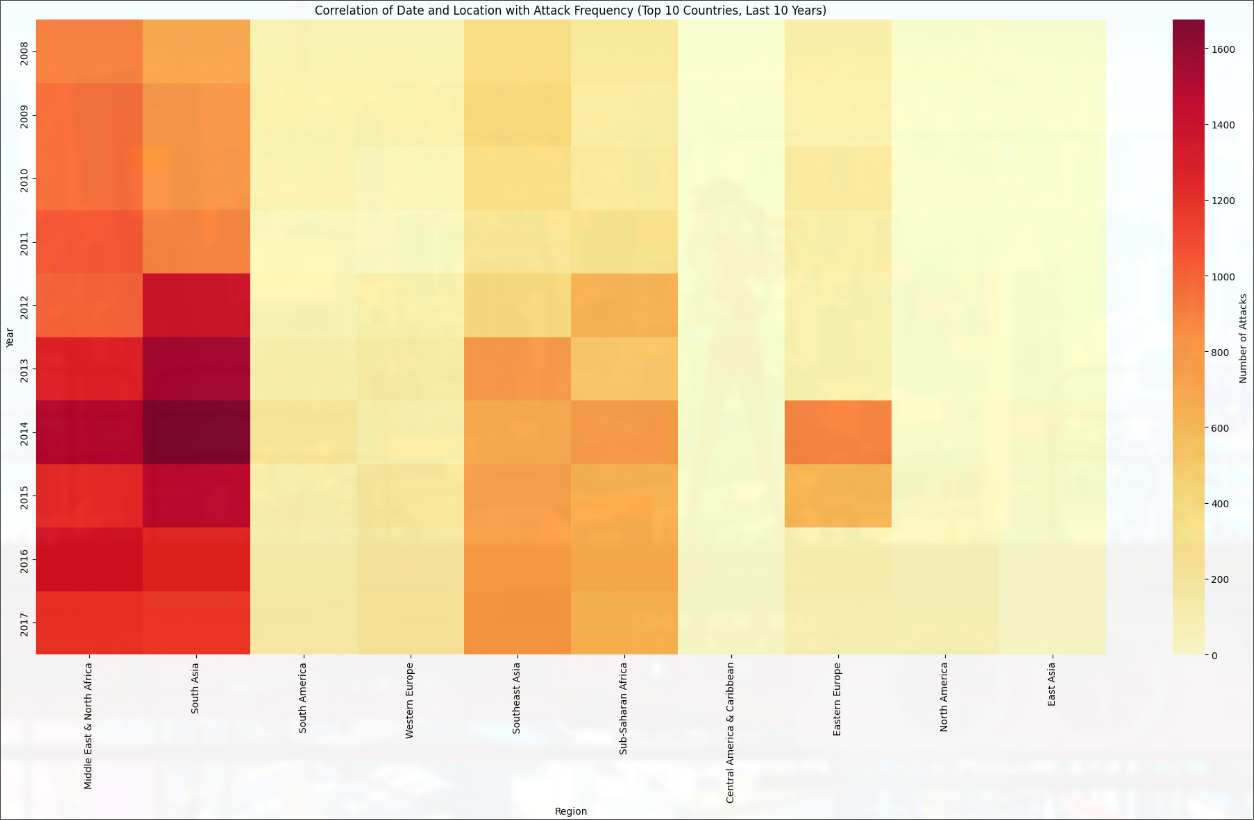 Correlation of Date and Location with Attack Frequency (Top 10 Countries, Last 10 Years)
Year
2008
2009
2010
2011
2012
2013
2014
2015
2016
2017
Middle East & North Africa
South Asia
South America
Western Europe
Southeast Asia
Sub-Saharan Africa
Central America & Caribbean
Eastern Europe
North America
East Asia
Region
1600
1400
1200
1000
800
600
400
200
0
Number of Attacks